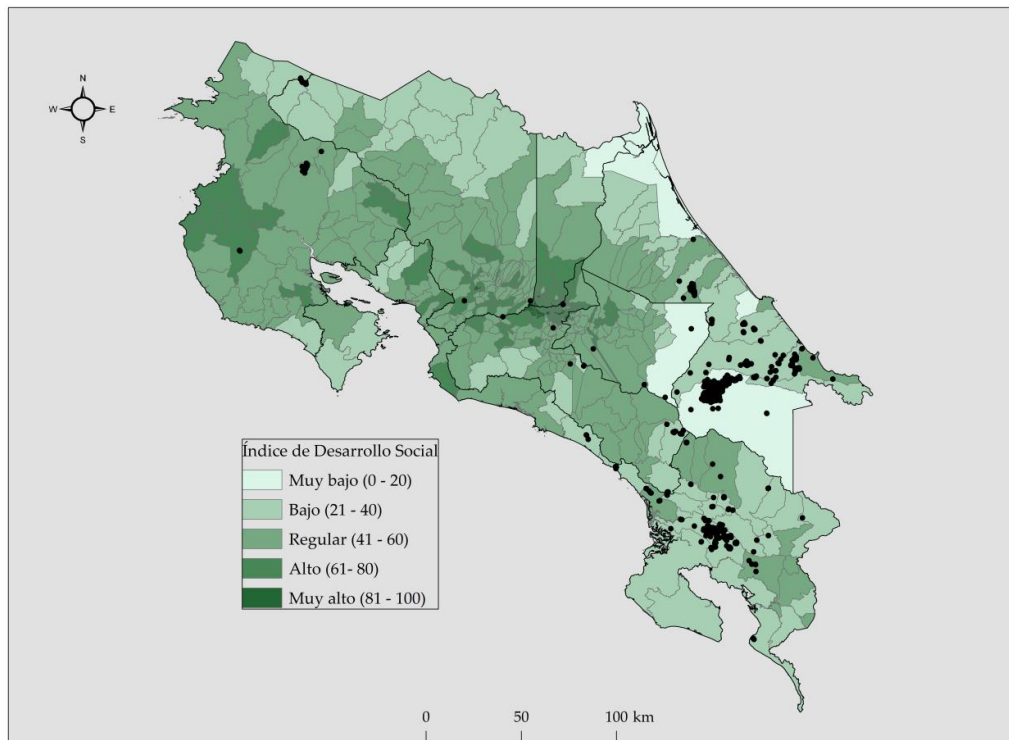 N
W E
S
Índice de Desarrollo Social
Muy bajo (0 - 20)
Bajo (21 - 40)
Regular (41 - 60)
Alto (61- 80)
Muy alto (81 - 100)
0 50 100 km